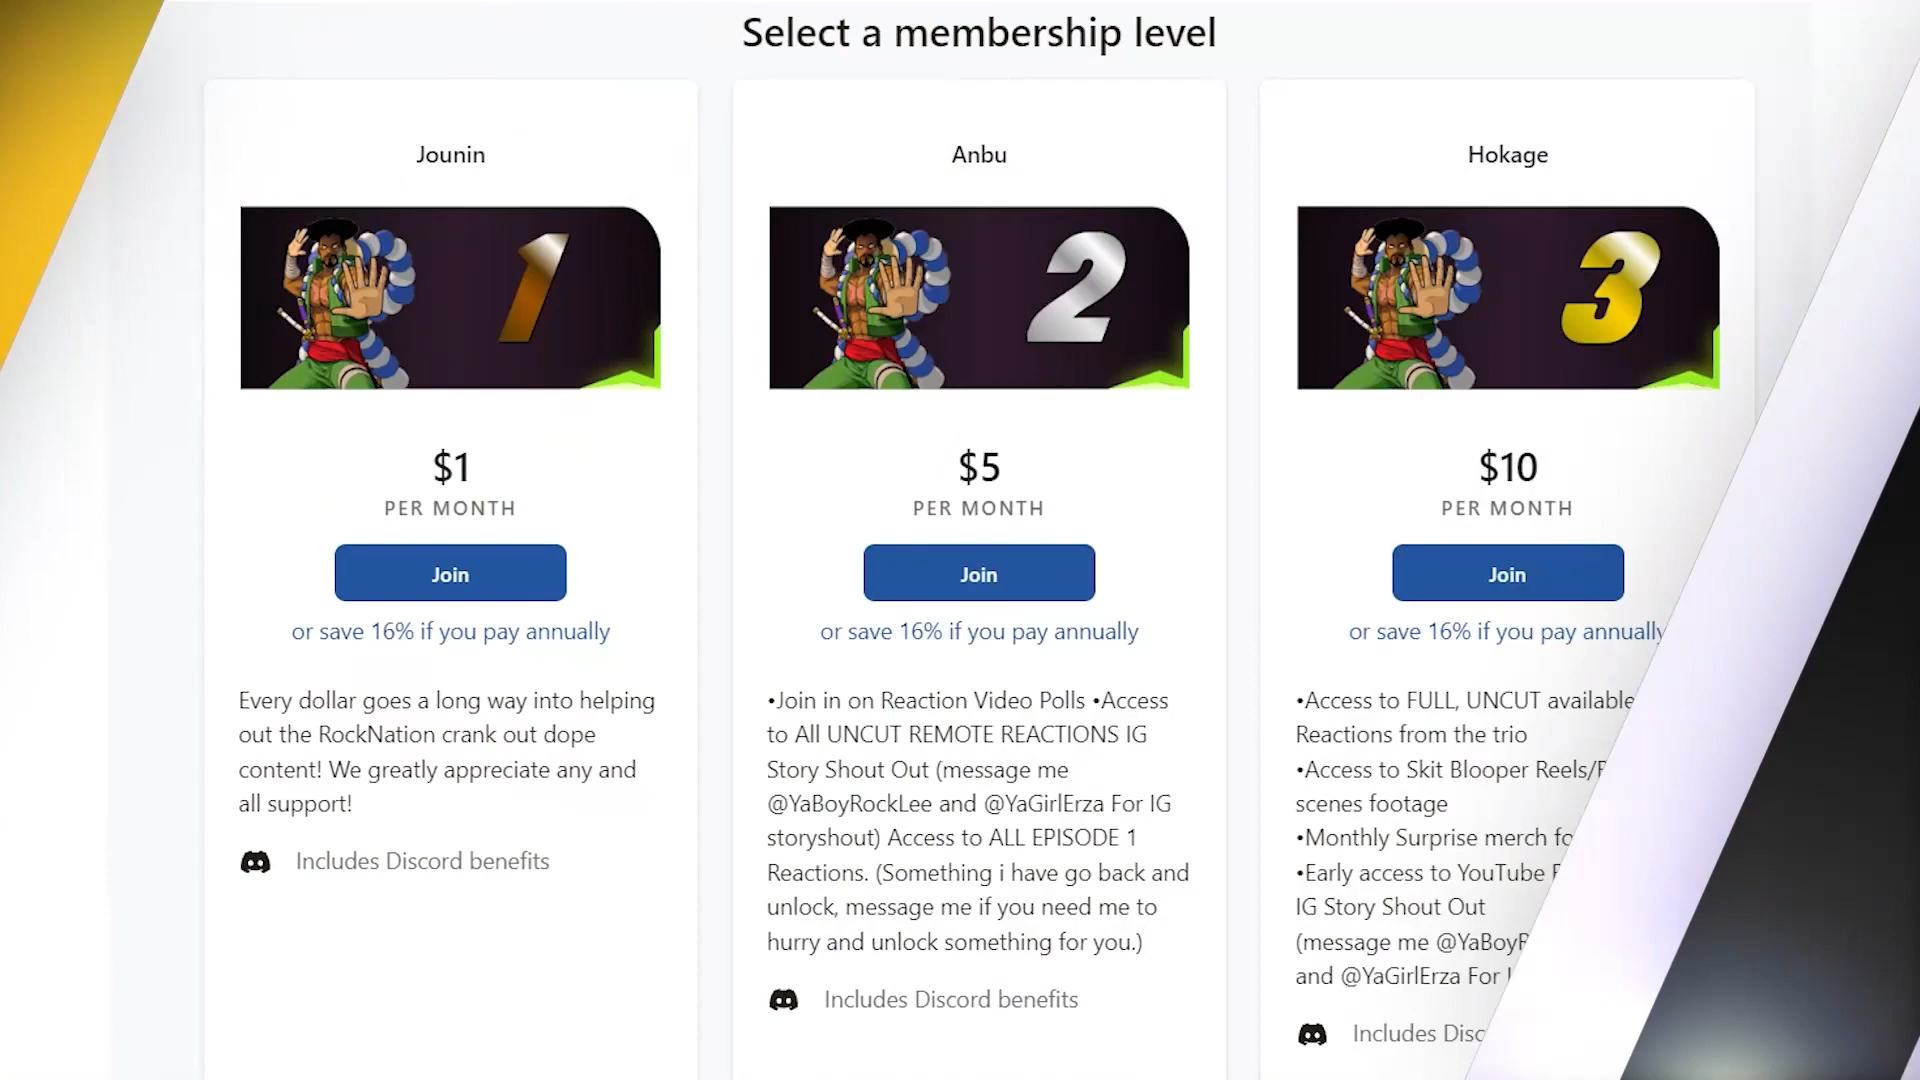 Select a membership level
Jounin
1
$1
PER MONTH
Join
or save 16% if you pay annually
Every dollar goes a long way into helping
out the RockNation crank out dope
content! We greatly appreciate any and
all support!
Includes Discord benefits
Anbu
2
$5
PER MONTH
Join
or save 16% if you pay annually
•Join in on Reaction Video Polls •Access
to All UNCUT REMOTE REACTIONS IG
Story Shout Out (message me
@YaBoyRockLee and @YaGirlErza For IG
storyshout) Access to ALL EPISODE 1
Reactions. (Something i have go back and
unlock, message me if you need me to
hurry and unlock something for you.)
Includes Discord benefits
Hokage
3
$10
PER MONTH
Join
or save 16% if you pay annually
•Access to FULL, UNCUT available
Reactions from the trio
•Access to Skit Blooper Reels/
scenes footage
•Monthly Surprise merch
•Early access to YouTube
IG Story Shout Out
(message me
and @YaGirlErza For
Includes